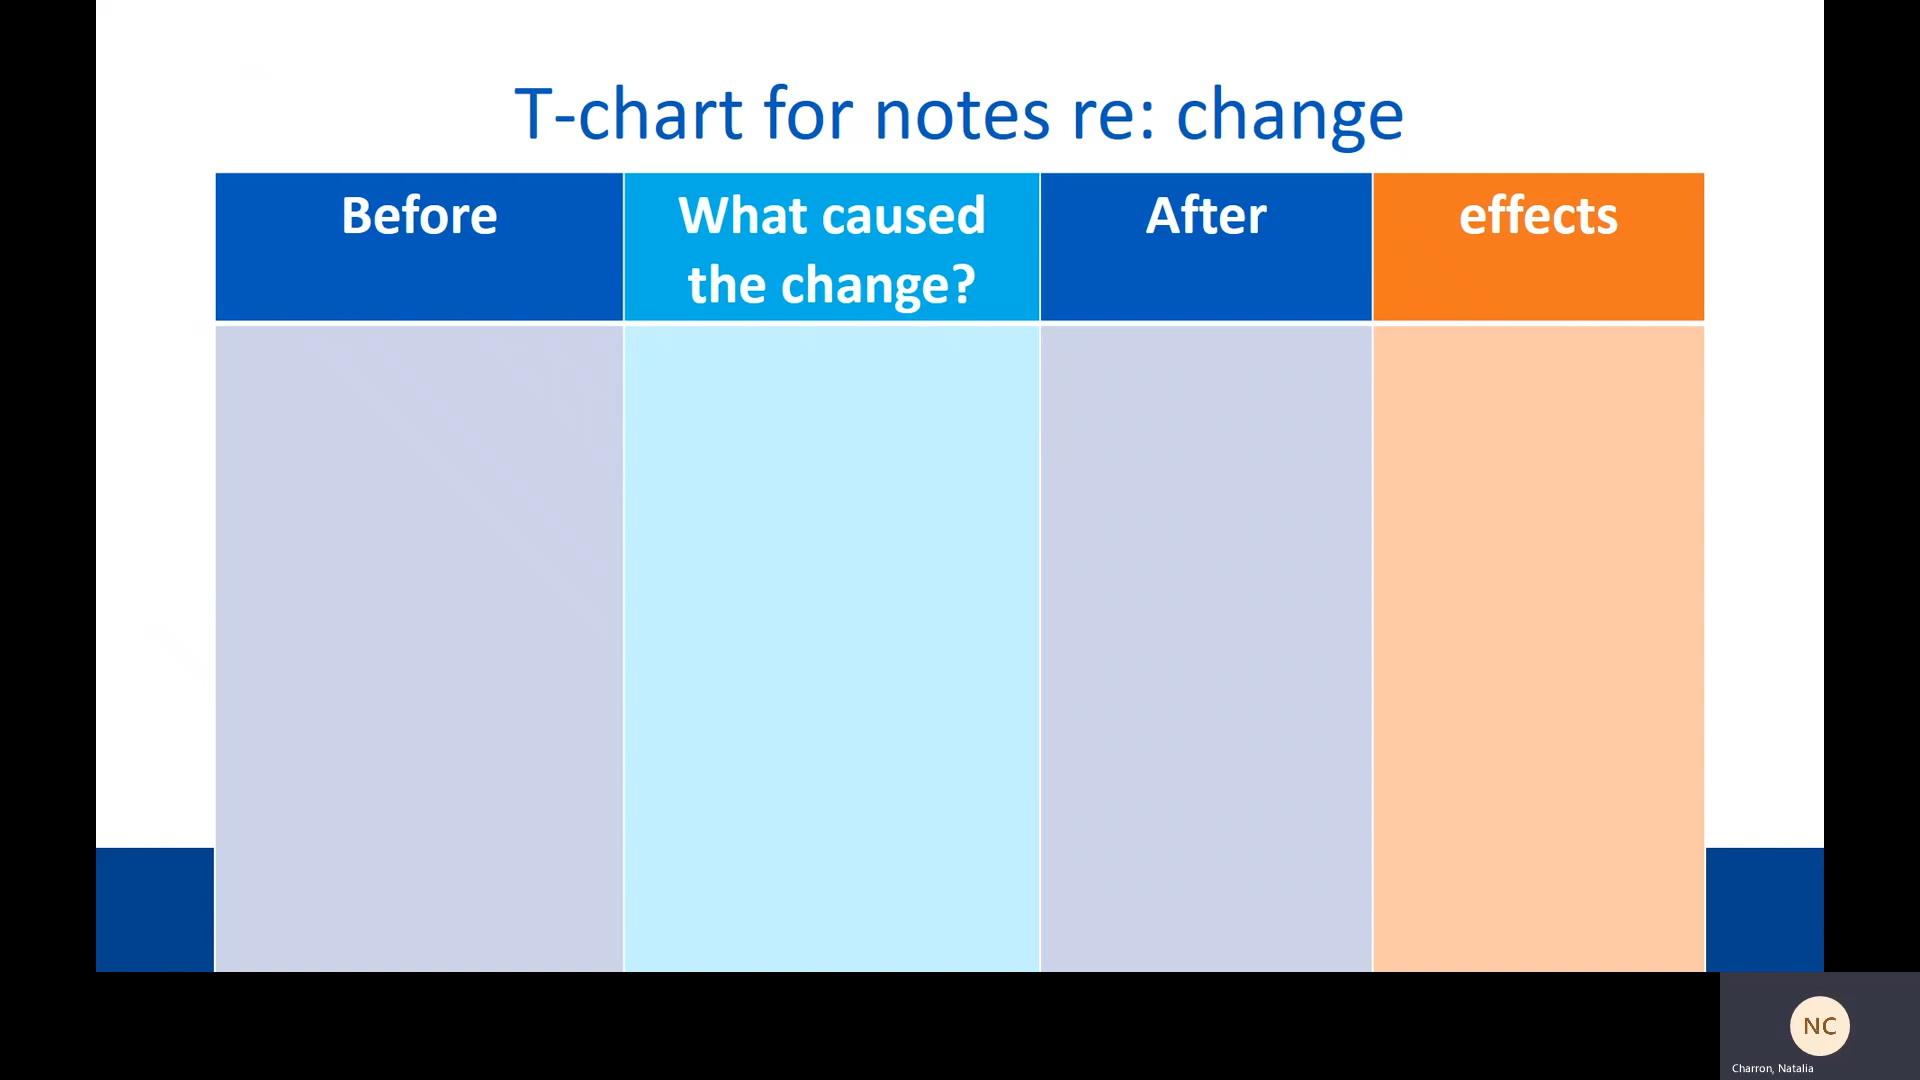 T-chart for notes re: change
Before
What caused
the change?
After
effects
NC
Charron, Natalia